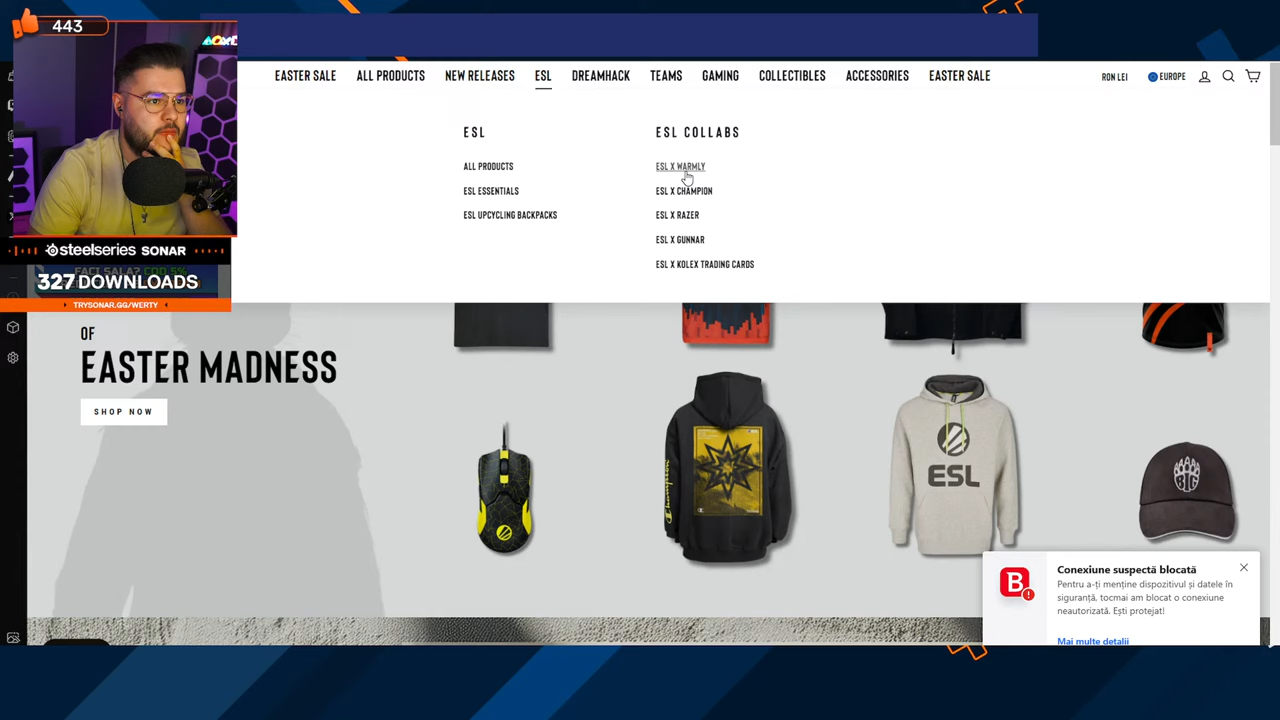 443
EASTER SALE ALL PRODUCTS NEW RELEASES ESL DREAMHACK TEAMS GAMING COLLECTIBLES ACCESSORIES EASTER SALE RON LEI EUROPE
ESL
ALL PRODUCTS
ESL ESSENTIALS
ESL UPCYCLING BACKPACKS
ESL COLLABS
ESL X WARMLY
ESL X CHAMPION
ESL X RAZER
ESL X GUNNAR
ESL X KOLEX TRADING CARDS
steelseries SONAR
327 DOWNLOADS
TRYSONAR.GG/WERTY
OF
EASTER MADNESS
SHOP NOW
Champion
ESL
BIG
Conexiune suspectă blocată
Pentru a-ți menține dispozitivul și datele în
siguranță, tocmai am blocat o conexiune
neautorizată. Ești protejat!
Mai multe detalii